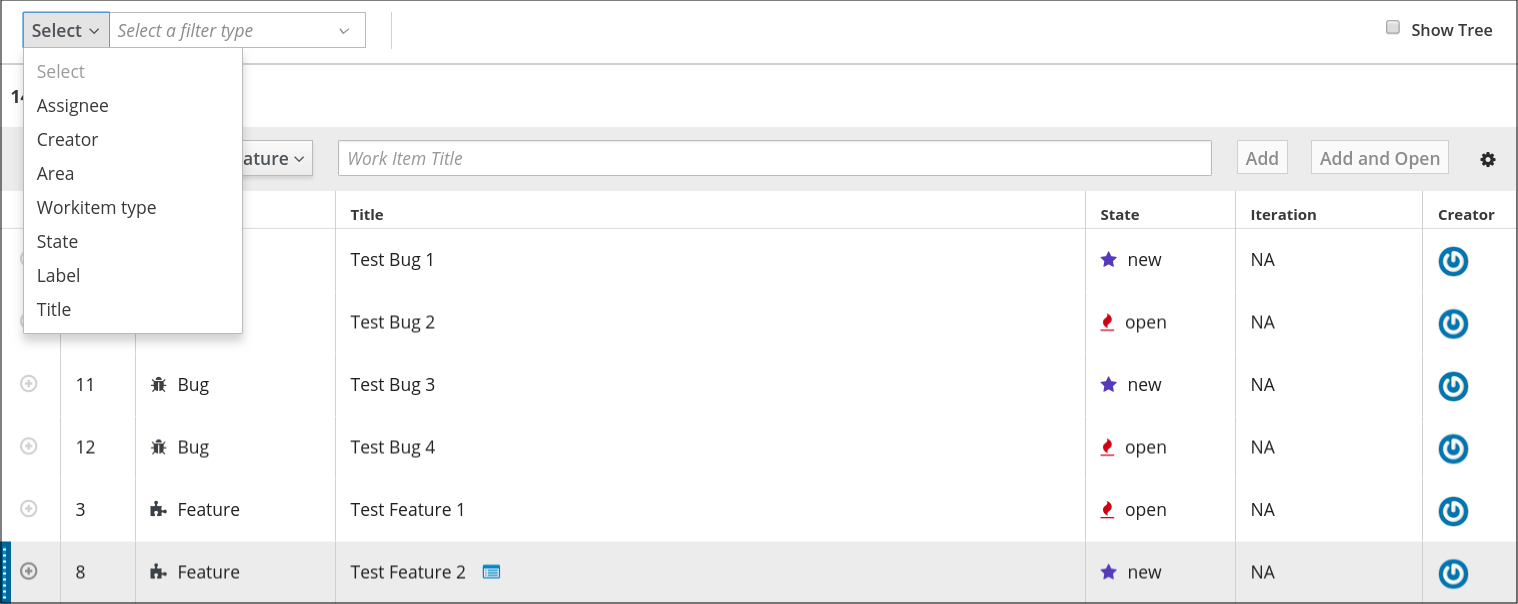 Select Select a filter type Show Tree
Select
Assignee
14
Creator
ature Work Item Title Add Add and Open
Area
Workitem type
Title State Iteration Creator
State
Test Bug 1 new NA
Label
Title
Test Bug 2 open NA
11 Bug Test Bug 3 new NA
12 Bug Test Bug 4 open NA
3 Feature Test Feature 1 open NA
8 Feature Test Feature 2 new NA